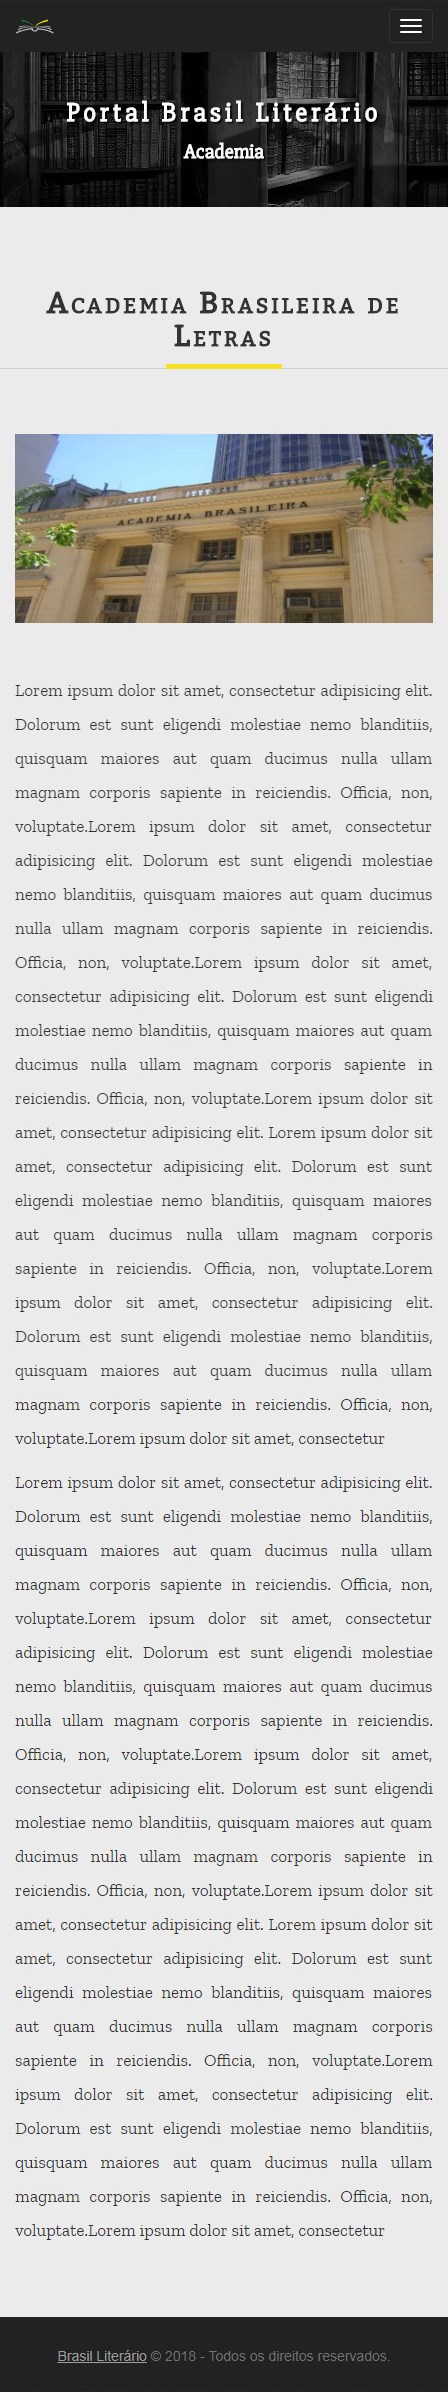 Portal Brasil Literário
Academia
Academia Brasileira de
Letras
ACADEMIA BRASILEIRA
Lorem ipsum dolor sit amet, consectetur adipisicing elit.
Dolorum est sunt eligendi molestiae nemo blanditiis,
quisquam maiores aut quam ducimus nulla ullam
magnam corporis sapiente in reiciendis. Officia, non,
voluptate.Lorem ipsum dolor sit amet, consectetur
adipisicing elit. Dolorum est sunt eligendi molestiae
nemo blanditiis, quisquam maiores aut quam ducimus
nulla ullam magnam corporis sapiente in reiciendis.
Officia, non, voluptate.Lorem ipsum dolor sit amet,
consectetur adipisicing elit. Dolorum est sunt eligendi
molestiae nemo blanditiis, quisquam maiores aut quam
ducimus nulla ullam magnam corporis sapiente in
reiciendis. Officia, non, voluptate.Lorem ipsum dolor sit
amet, consectetur adipisicing elit. Lorem ipsum dolor sit
amet, consectetur adipisicing elit. Dolorum est sunt
eligendi molestiae nemo blanditiis, quisquam maiores
aut quam ducimus nulla ullam magnam corporis
sapiente in reiciendis. Officia, non, voluptate.Lorem
ipsum dolor sit amet, consectetur adipisicing elit.
Dolorum est sunt eligendi molestiae nemo blanditiis,
quisquam maiores aut quam ducimus nulla ullam
magnam corporis sapiente in reiciendis. Officia, non,
voluptate.Lorem ipsum dolor sit amet, consectetur
Lorem ipsum dolor sit amet, consectetur adipisicing elit.
Dolorum est sunt eligendi molestiae nemo blanditiis,
quisquam maiores aut quam ducimus nulla ullam
magnam corporis sapiente in reiciendis. Officia, non,
voluptate.Lorem ipsum dolor sit amet, consectetur
adipisicing elit. Dolorum est sunt eligendi molestiae
nemo blanditiis, quisquam maiores aut quam ducimus
nulla ullam magnam corporis sapiente in reiciendis.
Officia, non, voluptate.Lorem ipsum dolor sit amet,
consectetur adipisicing elit. Dolorum est sunt eligendi
molestiae nemo blanditiis, quisquam maiores aut quam
ducimus nulla ullam magnam corporis sapiente in
reiciendis. Officia, non, voluptate.Lorem ipsum dolor sit
amet, consectetur adipisicing elit. Lorem ipsum dolor sit
amet, consectetur adipisicing elit. Dolorum est sunt
eligendi molestiae nemo blanditiis, quisquam maiores
aut quam ducimus nulla ullam magnam corporis
sapiente in reiciendis. Officia, non, voluptate.Lorem
ipsum dolor sit amet, consectetur adipisicing elit.
Dolorum est sunt eligendi molestiae nemo blanditiis,
quisquam maiores aut quam ducimus nulla ullam
magnam corporis sapiente in reiciendis. Officia, non,
voluptate.Lorem ipsum dolor sit amet, consectetur
Brasil Literário © 2018 - Todos os direitos reservados.